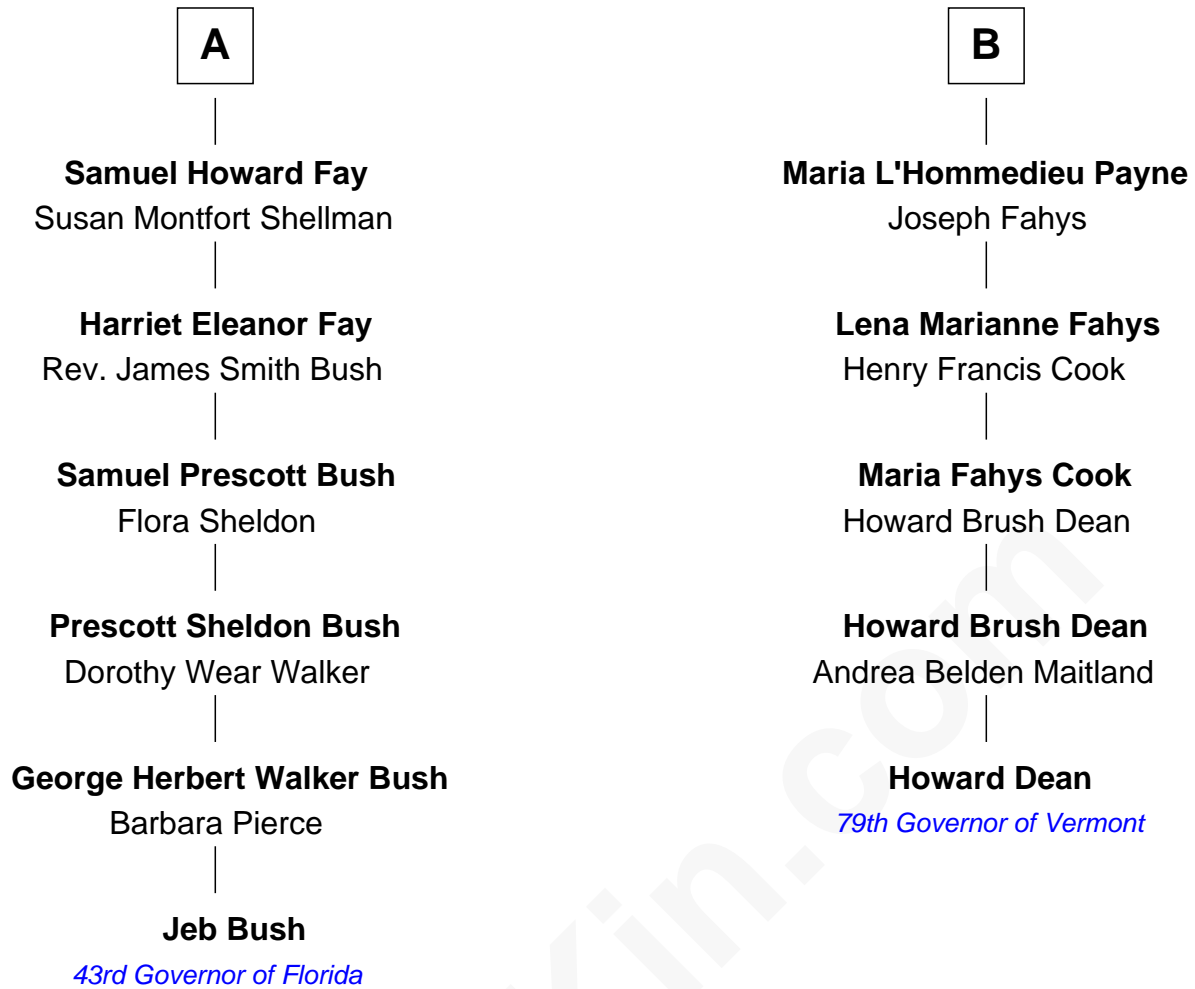 A
Samuel Howard Fay
Susan Montfort Shellman
Harriet Eleanor Fay
Rev. James Smith Bush
Samuel Prescott Bush
Flora Sheldon
Prescott Sheldon Bush
Dorothy Wear Walker
George Herbert Walker Bush
Barbara Pierce
Jeb Bush
43rd Governor of Florida
B
Maria L'Hommedieu Payne
Joseph Fahys
Lena Marianne Fahys
Henry Francis Cook
Maria Fahys Cook
Howard Brush Dean
Howard Brush Dean
Andrea Belden Maitland
Howard Dean
79th Governor of Vermont